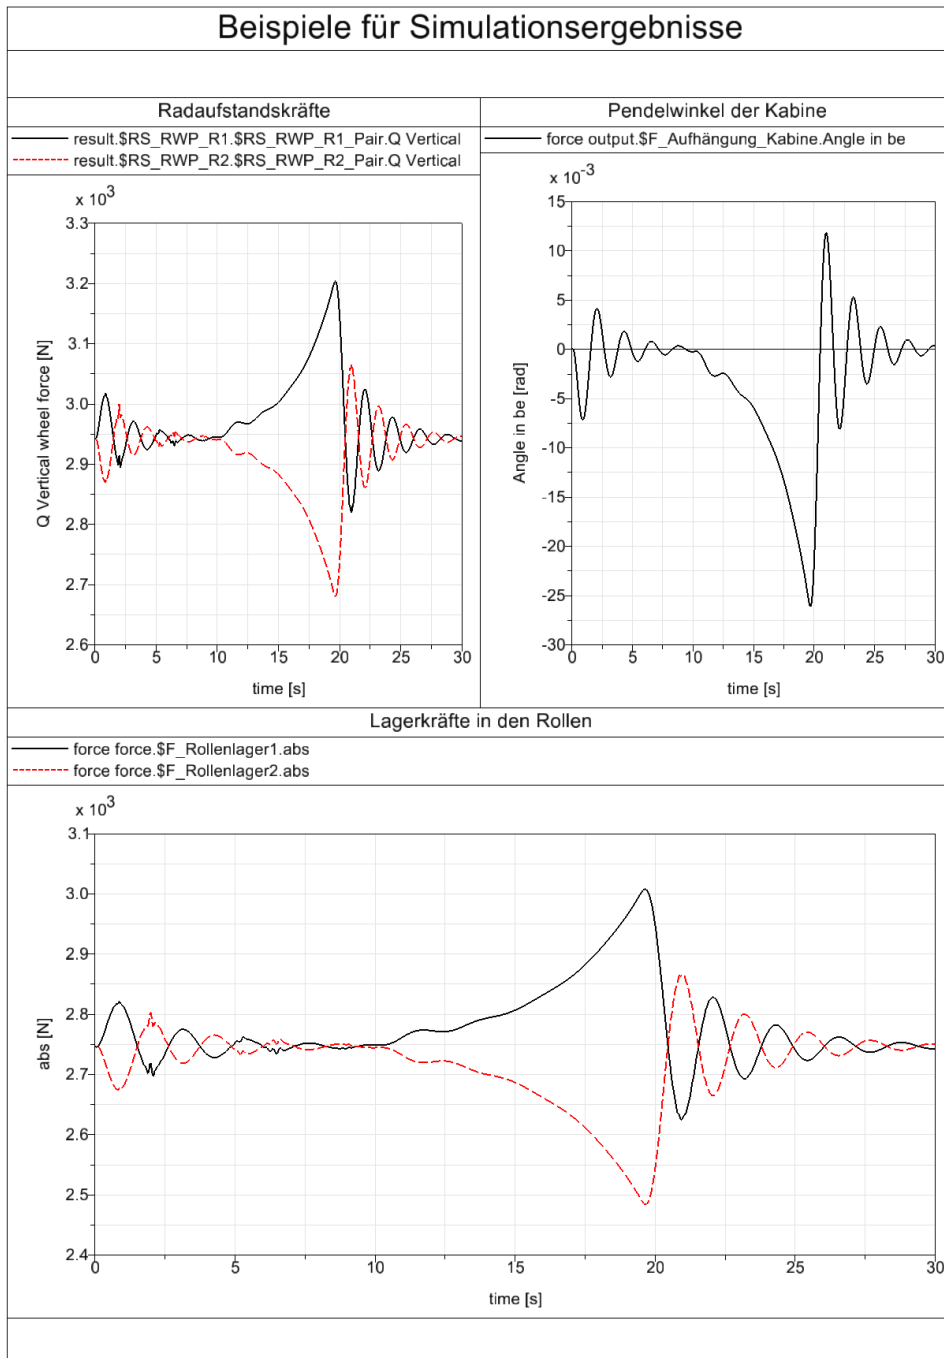 Beispiele für Simulationsergebnisse
Radaufstandskräfte
result.$RS_RWP_R1.$RS_RWP_R1_Pair.Q Vertical
result.$RS_RWP_R2.$RS_RWP_R2_Pair.Q Vertical
x 10³
3.3
3.2
3.1
3.0
2.9
2.8
2.7
2.6
Q Vertical wheel force [N]
0 5 10 15 20 25 30
time [s]
Pendelwinkel der Kabine
force output.$F_Aufhängung_Kabine.Angle in be
x 10⁻³
15
10
5
0
-5
-10
-15
-20
-25
-30
Angle in be [rad]
0 5 10 15 20 25 30
time [s]
Lagerkräfte in den Rollen
force force.$F_Rollenlager1.abs
force force.$F_Rollenlager2.abs
x 10³
3.1
3.0
2.9
2.8
2.7
2.6
2.5
2.4
abs [N]
0 5 10 15 20 25 30
time [s]